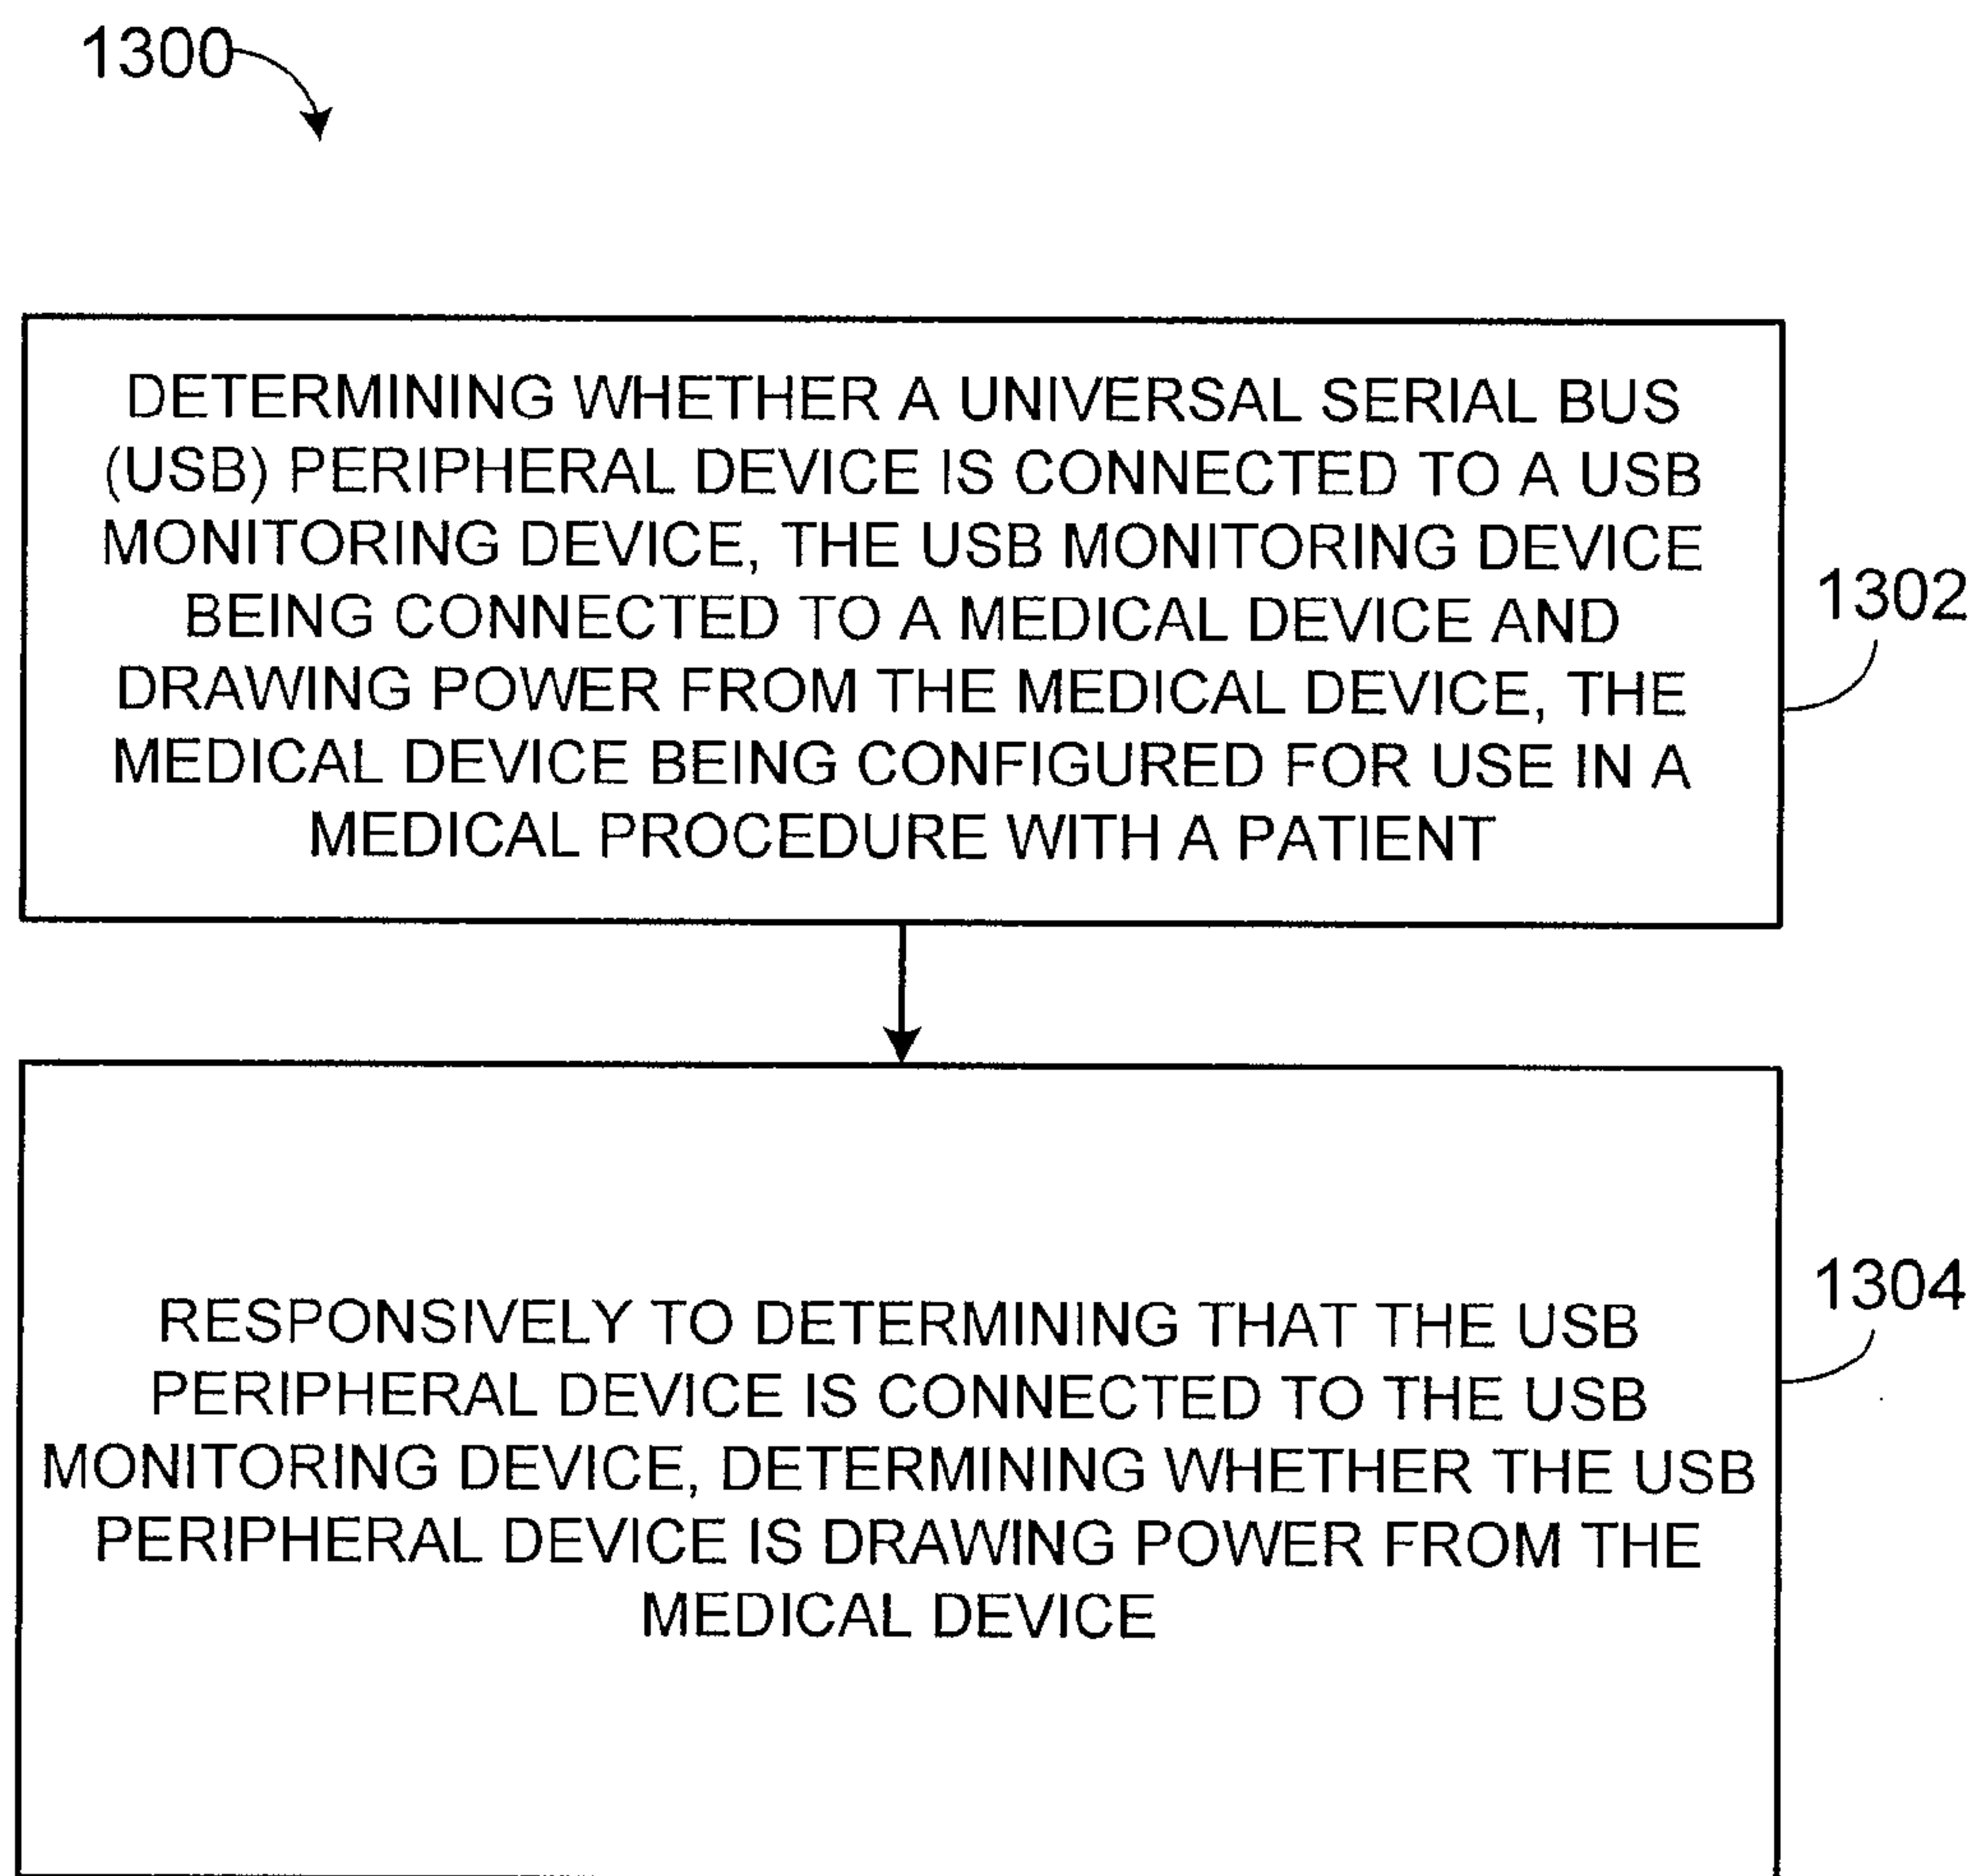 1300
DETERMINING WHETHER A UNIVERSAL SERIAL BUS
(USB) PERIPHERAL DEVICE IS CONNECTED TO A USB
MONITORING DEVICE, THE USB MONITORING DEVICE
BEING CONNECTED TO A MEDICAL DEVICE AND
DRAWING POWER FROM THE MEDICAL DEVICE, THE
MEDICAL DEVICE BEING CONFIGURED FOR USE IN A
MEDICAL PROCEDURE WITH A PATIENT
1302
RESPONSIVELY TO DETERMINING THAT THE USB
PERIPHERAL DEVICE IS CONNECTED TO THE USB
MONITORING DEVICE, DETERMINING WHETHER THE USB
PERIPHERAL DEVICE IS DRAWING POWER FROM THE
MEDICAL DEVICE
1304